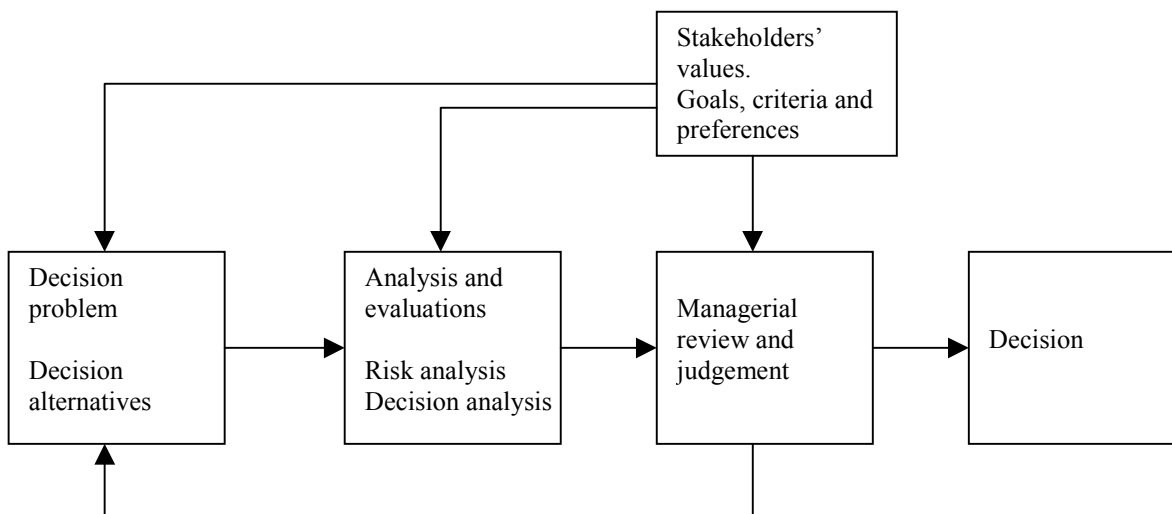 Stakeholders’
values.
Goals, criteria and
preferences
Decision
problem
Decision
alternatives
Analysis and
evaluations
Risk analysis
Decision analysis
Managerial
review and
judgement
Decision